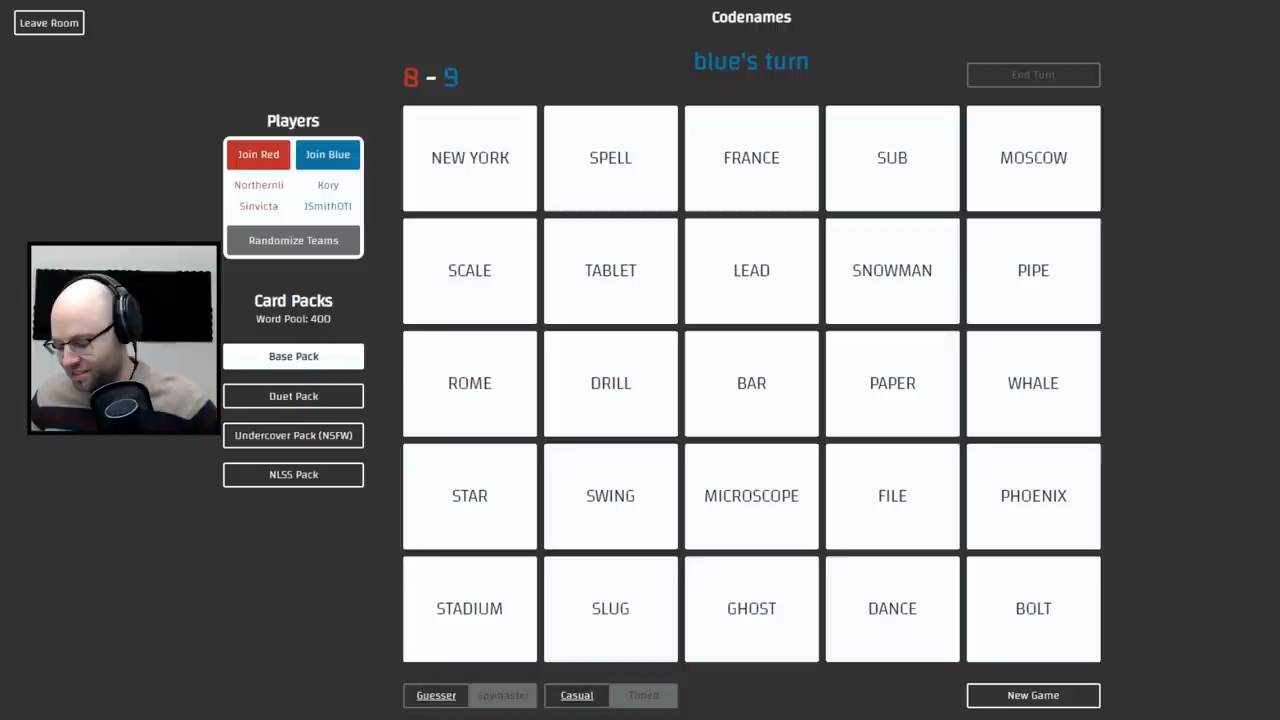 Leave Room
Codenames
blue's turn
8 - 9
End Turn
Players
Join Red Join Blue
Northernli Kory
Sinvicta JSmithOTI
Randomize Teams
Card Packs
Word Pool: 400
Base Pack
Duet Pack
Undercover Pack (NSFW)
NLSS Pack
NEW YORK SPELL FRANCE SUB MOSCOW
SCALE TABLET LEAD SNOWMAN PIPE
ROME DRILL BAR PAPER WHALE
STAR SWING MICROSCOPE FILE PHOENIX
STADIUM SLUG GHOST DANCE BOLT
Guesser Spymaster Casual Timed New Game